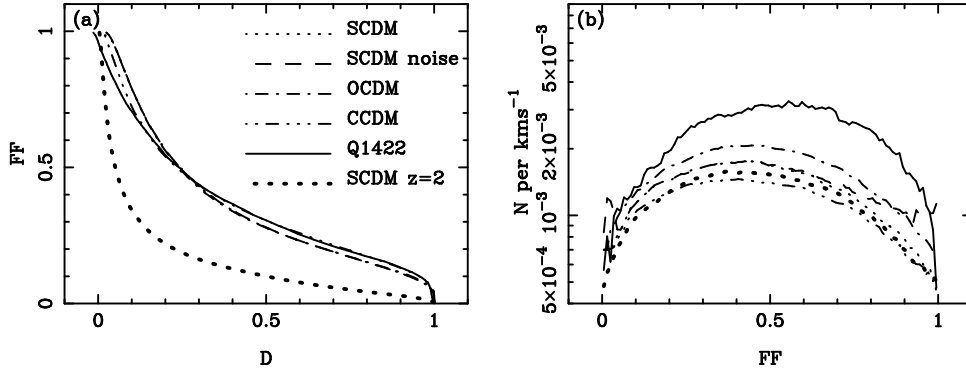 (a)
SCDM
SCDM noise
OCDM
CCDM
Q1422
SCDM z=2
1
0.5
0
FF
0
0.5
1
D
(b)
5×10⁻³
2×10⁻³
10⁻³
5×10⁻⁴
N per kms⁻¹
0
0.5
1
FF